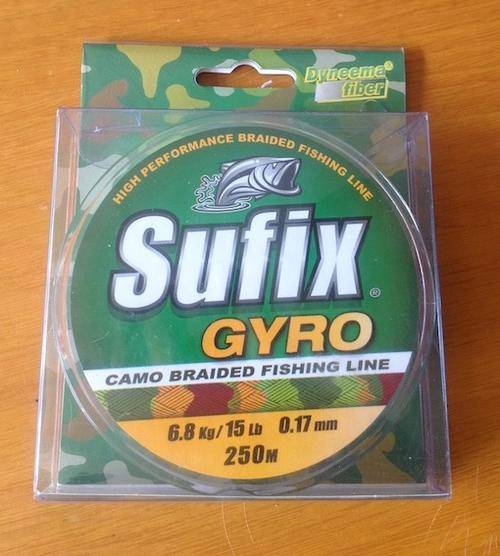 Dyneema®
fiber
HIGH PERFORMANCE BRAIDED FISHING LINE
Sufix®
GYRO
CAMO BRAIDED FISHING LINE
6.8 Kg/15 Lb 0.17 mm
250M